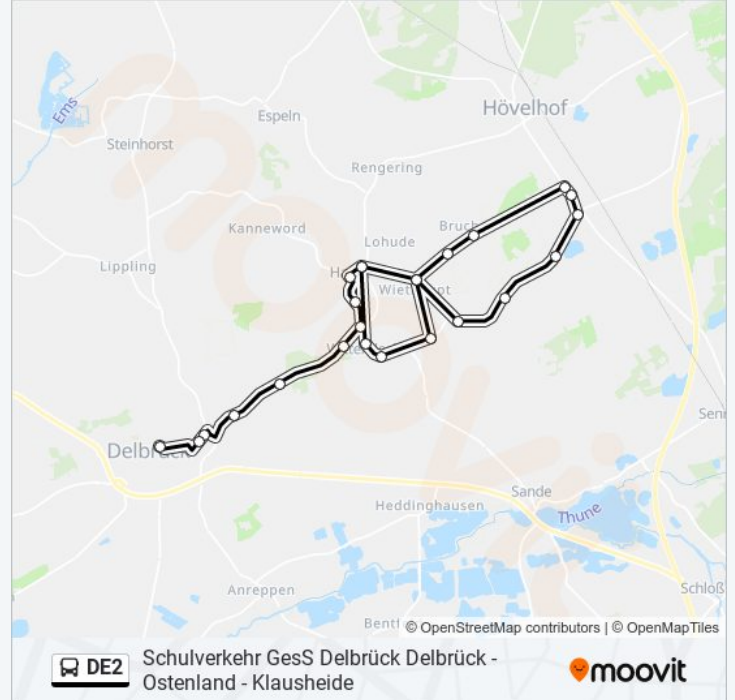 Hövelhof
Ems
Espeln
Steinhorst
Rengering
Kanneword
Bruch
Lohude
Lippling
Delbrück
Sande
Thune
Heddinghausen
Anreppen
Schloß
© OpenStreetMap contributors | © OpenMapTiles
DE2
Schulverkehr GesS Delbrück Delbrück -
Ostenland - Klausheide
moovit